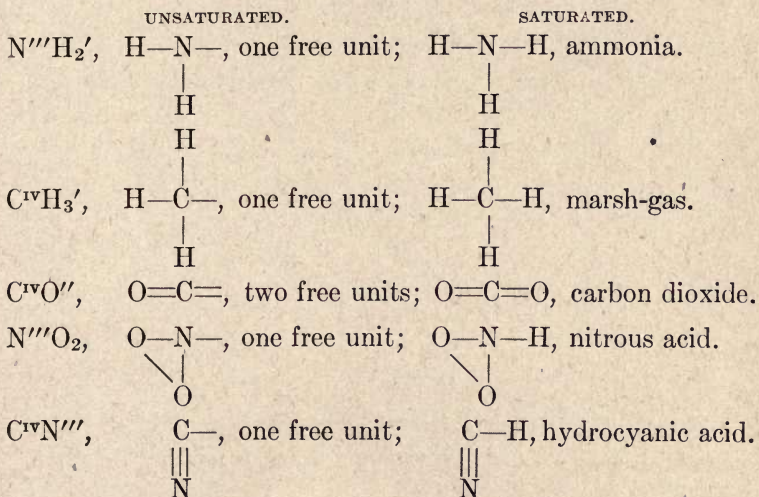 UNSATURATED. SATURATED.
N‴H₂′, H—N—, one free unit; H—N—H, ammonia.
| |
H H
H H
| |
CᴵⱽH₃′, H—C—, one free unit; H—C—H, marsh-gas.
| |
H H
CᴵⱽO″, O=C=, two free units; O=C=O, carbon dioxide.
N‴O₂, O—N—, one free unit; O—N—H, nitrous acid.
\ | \ |
O O
CᴵⱽN‴, C—, one free unit; C—H, hydrocyanic acid.
||| |||
N N